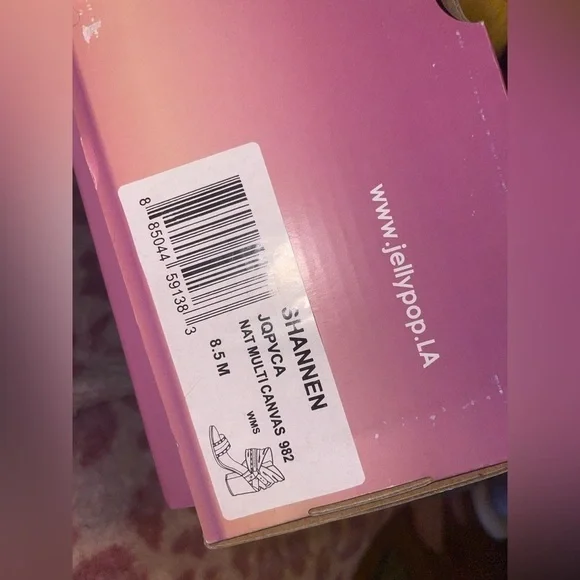 www.jellypop.LA
SHANNEN
JQPVCA
NAT MULTI CANVAS 982
8.5 M
WMS
8 85044 59138 3